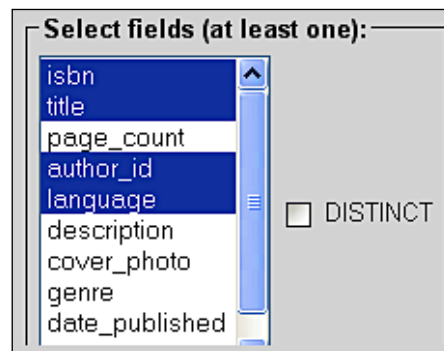 Select fields (at least one):
isbn
title
page_count
author_id
language
description
cover_photo
genre
date_published
DISTINCT